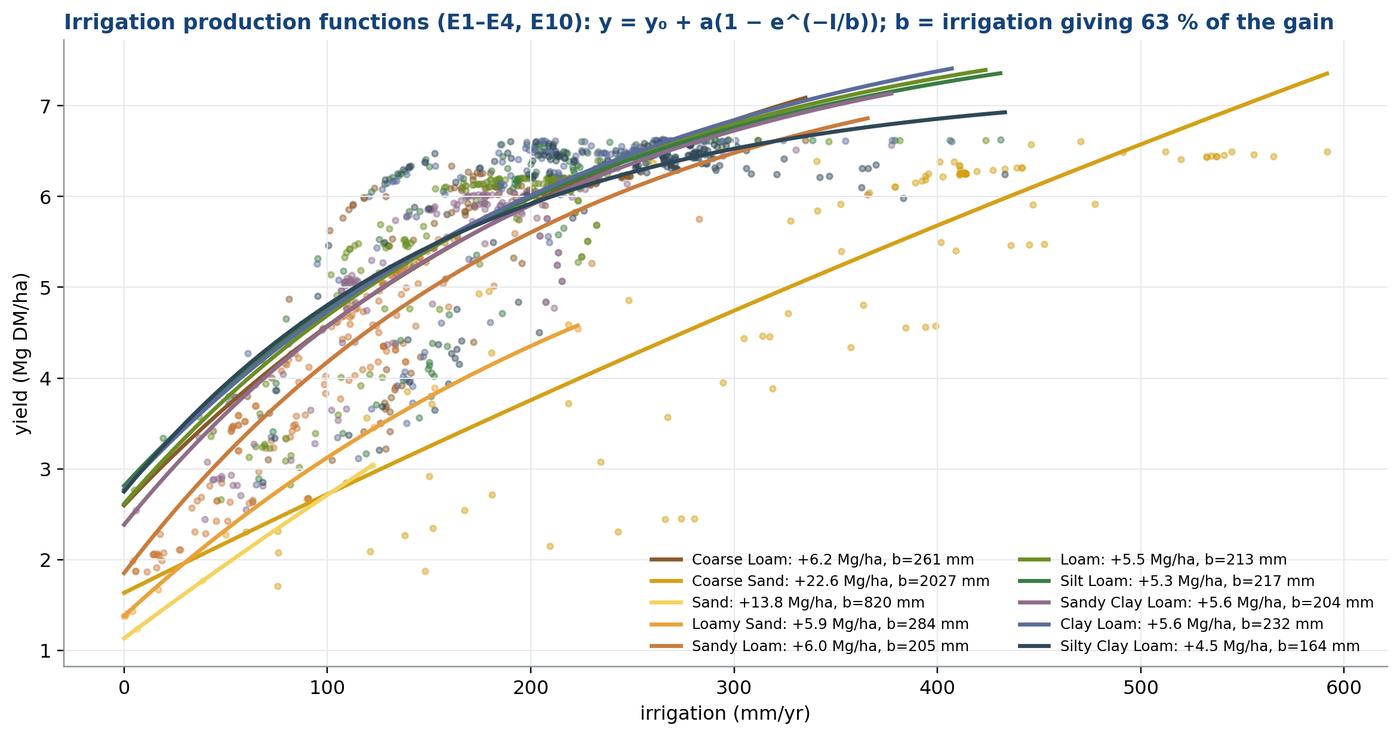 Irrigation production functions (E1–E4, E10): y = y₀ + a(1 − e^(−I/b)); b = irrigation giving 63 % of the gain
yield (Mg DM/ha)
7
6
5
4
3
2
1
Coarse Loam: +6.2 Mg/ha, b=261 mm
Coarse Sand: +22.6 Mg/ha, b=2027 mm
Sand: +13.8 Mg/ha, b=820 mm
Loamy Sand: +5.9 Mg/ha, b=284 mm
Sandy Loam: +6.0 Mg/ha, b=205 mm
Loam: +5.5 Mg/ha, b=213 mm
Silt Loam: +5.3 Mg/ha, b=217 mm
Sandy Clay Loam: +5.6 Mg/ha, b=204 mm
Clay Loam: +5.6 Mg/ha, b=232 mm
Silty Clay Loam: +4.5 Mg/ha, b=164 mm
0 100 200 300 400 500 600
irrigation (mm/yr)